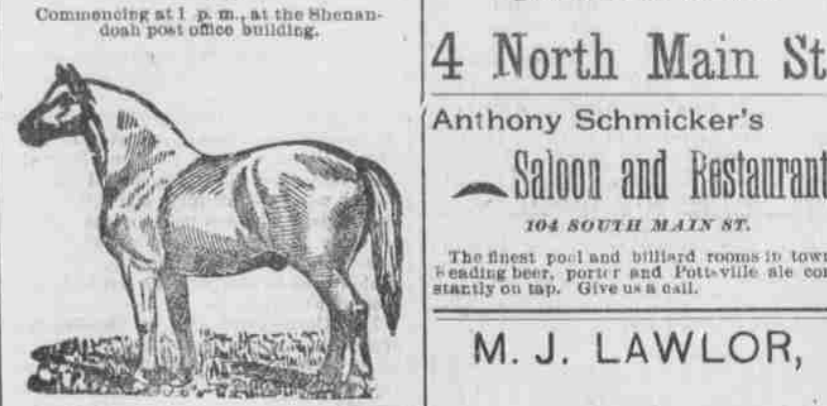 Commencing at 1 p. m., at the Shenan-
doah post office building.
4 North Main St
Anthony Schmicker's
Saloon and Restaurant
104 SOUTH MAIN ST.
The finest pool and billiard rooms in town
Reading beer, porter and Pottsville ale con
stantly on tap. Give us a call.
M. J. LAWLOR,